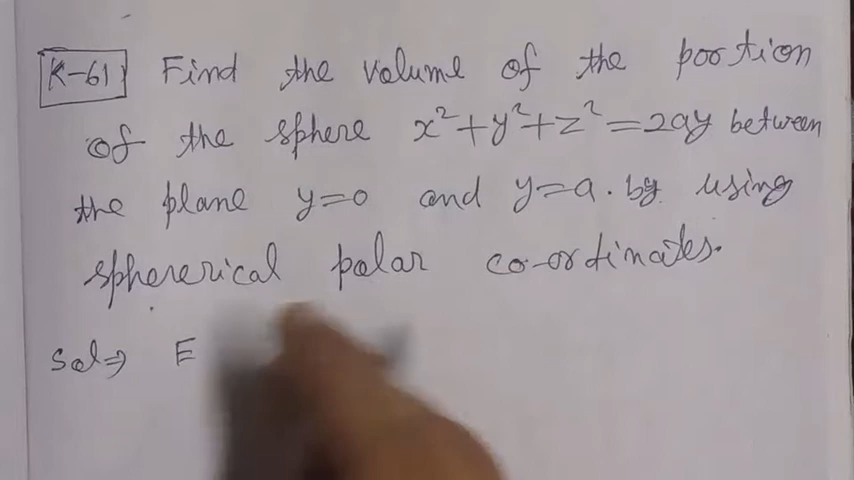 K-61 Find the volume of the portion
of the sphere x²+y²+z²=2ay between
the plane y=0 and y=a. by using
sphererical polar co-ordinates.
Sol⇒ E